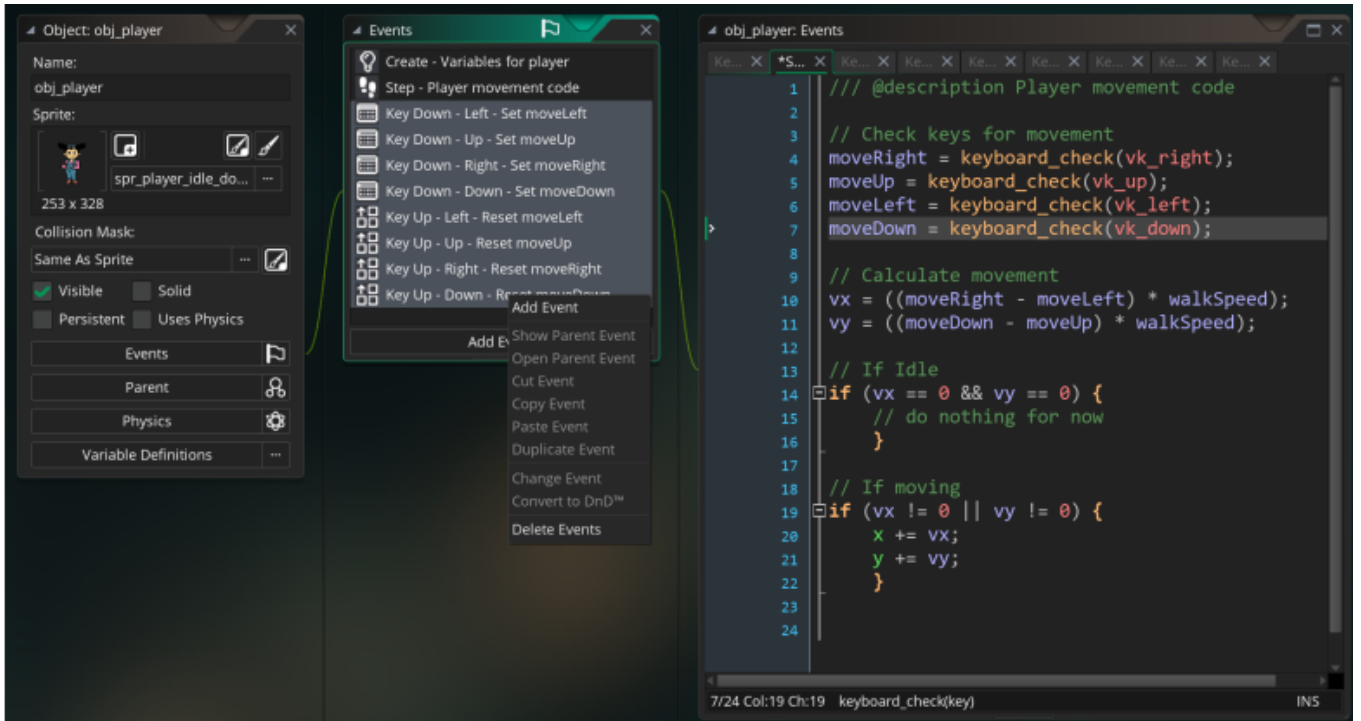 Object: obj_player
Name:
obj_player
Sprite:
spr_player_idle_do...
253 x 328
Collision Mask:
Same As Sprite
Visible
Solid
Persistent
Uses Physics
Events
Parent
Physics
Variable Definitions
Events
Create - Variables for player
Step - Player movement code
Key Down - Left - Set moveLeft
Key Down - Up - Set moveUp
Key Down - Right - Set moveRight
Key Down - Down - Set moveDown
Key Up - Left - Reset moveLeft
Key Up - Up - Reset moveUp
Key Up - Right - Reset moveRight
Key Up - Down - Reset moveDown
Add Ev
Add Event
Show Parent Event
Open Parent Event
Cut Event
Copy Event
Paste Event
Duplicate Event
Change Event
Convert to DnD™
Delete Events
obj_player: Events
Ke... *S... Ke... Ke... Ke... Ke... Ke... Ke... Ke...
1 /// @description Player movement code
2
3 // Check keys for movement
4 moveRight = keyboard_check(vk_right);
5 moveUp = keyboard_check(vk_up);
6 moveLeft = keyboard_check(vk_left);
7 moveDown = keyboard_check(vk_down);
8
9 // Calculate movement
10 vx = ((moveRight - moveLeft) * walkSpeed);
11 vy = ((moveDown - moveUp) * walkSpeed);
12
13 // If Idle
14 if (vx == 0 && vy == 0) {
15 // do nothing for now
16 }
17
18 // If moving
19 if (vx != 0 || vy != 0) {
20 x += vx;
21 y += vy;
22 }
23
24
7/24 Col:19 Ch:19 keyboard_check(key) INS